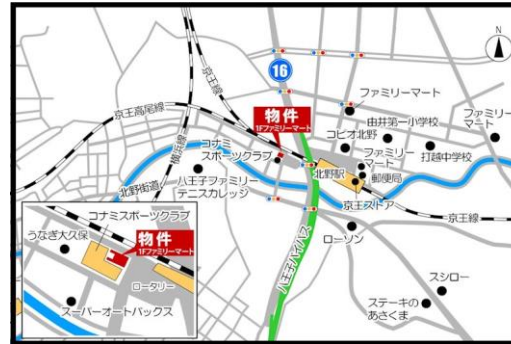 N
16
ファミリーマート
由井第一小学校
ファミリー
マート
京王線
京王高尾線
横浜線
物件
1Fファミリーマート
コピオ北野
コナミ
スポーツクラブ
打越中学校
ファミリー
マート
北野駅
郵便局
北野街道
八王子ファミリー
テニスカレッジ
京王ストア
京王線
コナミスポーツクラブ
物件
1Fファミリーマート
うなぎ大久保
ロータリー
スーパーオートバックス
八王子バイパス
ローソン
スシロー
ステーキの
あさくま